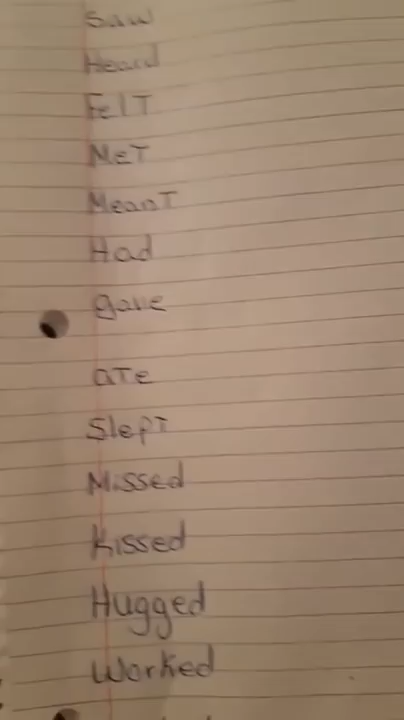 Saw
Heard
FelT
MeT
MeanT
Had
gave
aTe
SlepT
Missed
Kissed
Hugged
Worked